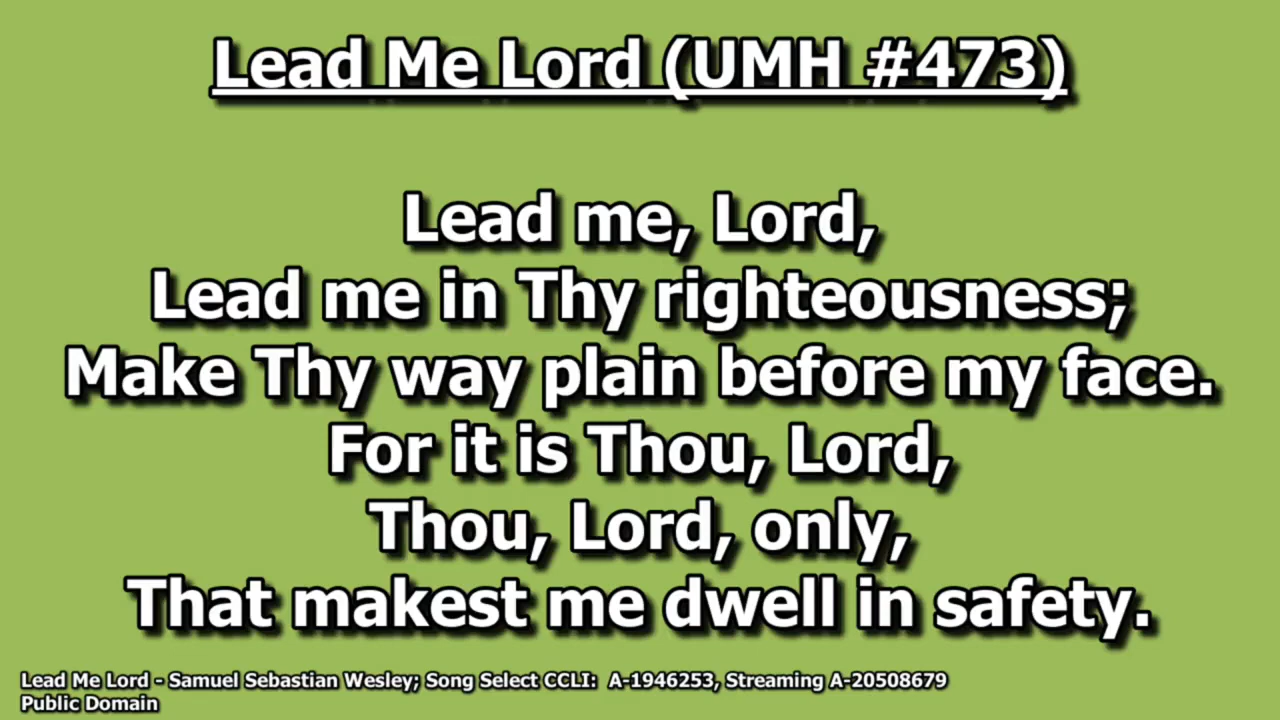 Lead Me Lord (UMH #473)
Lead me, Lord,
Lead me in Thy righteousness;
Make Thy way plain before my face.
For it is Thou, Lord,
Thou, Lord, only,
That makest me dwell in safety.
Lead Me Lord - Samuel Sebastian Wesley; Song Select CCLI:  A-1946253, Streaming A-20508679
Public Domain